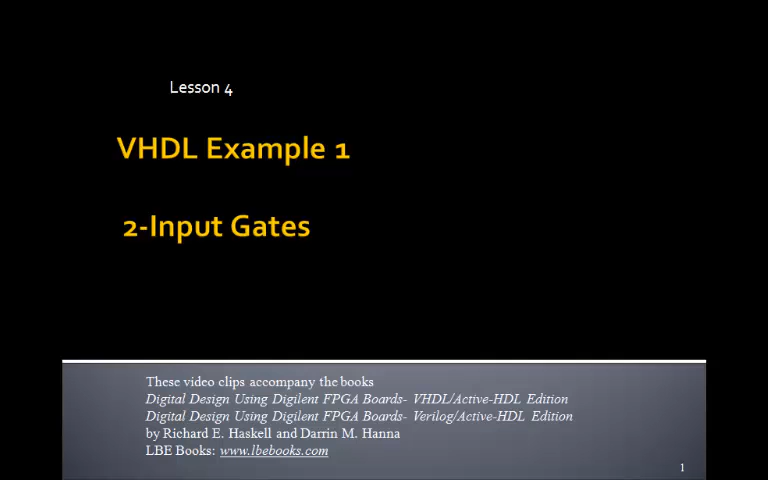 Lesson 4
VHDL Example 1
2-Input Gates
These video clips accompany the books
Digital Design Using Digilent FPGA Boards- VHDL/Active-HDL Edition
Digital Design Using Digilent FPGA Boards- Verilog/Active-HDL Edition
by Richard E. Haskell and Darrin M. Hanna
LBE Books: www.lbebooks.com
1